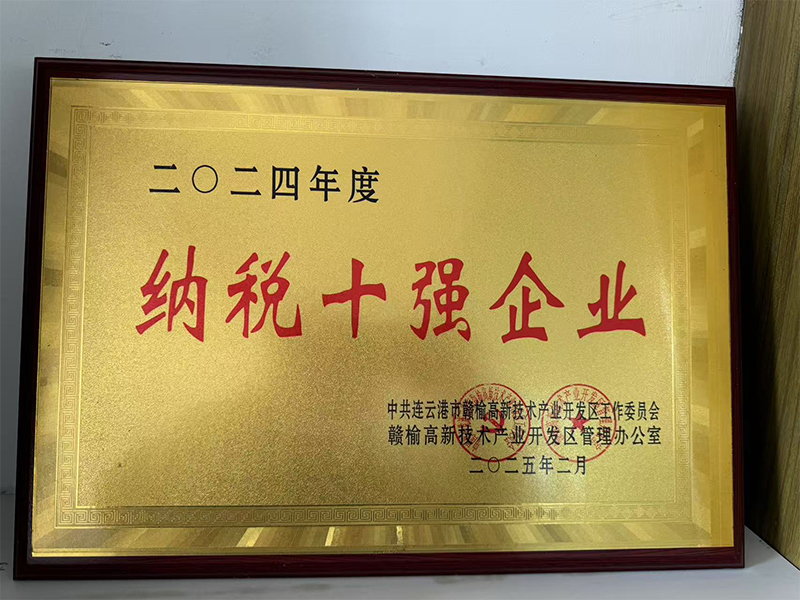 二〇二四年度
纳税十强企业
中共连云港市赣榆高新技术产业开发区工作委员会
赣榆高新技术产业开发区管理办公室
二〇二五年二月